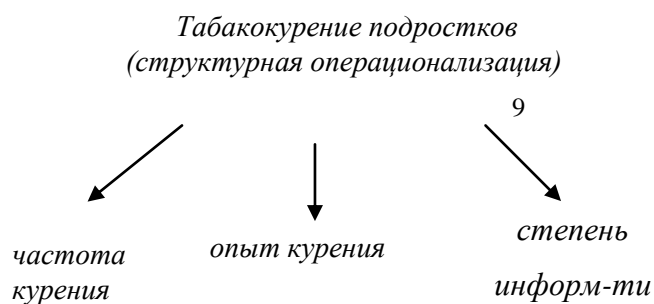 Табакокурение подростков
(структурная операционализация)
9
частота
курения
опыт курения
степень
информ-ти